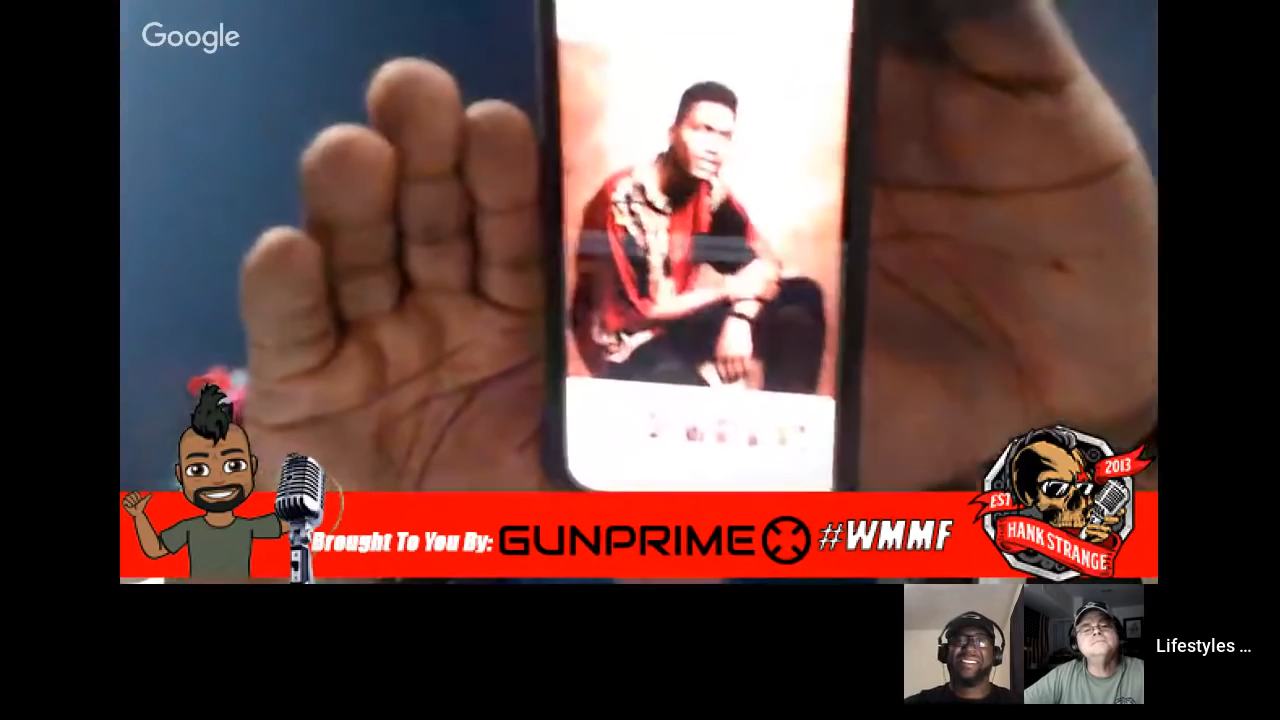 Google
Brought To You By: GUNPRIME #WMMF
EST 2013
HANK STRANGE
Lifestyles ...